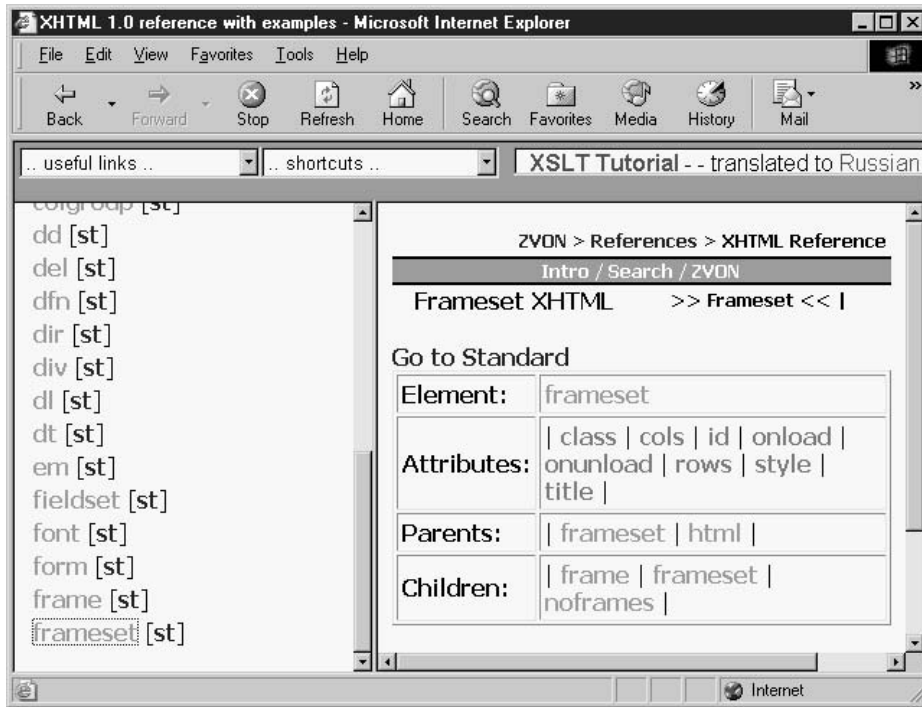 XHTML 1.0 reference with examples - Microsoft Internet Explorer
File Edit View Favorites Tools Help
Back Forward Stop Refresh Home Search Favorites Media History Mail »
.. useful links .. .. shortcuts .. XSLT Tutorial - - translated to Russian
colgroup [st]
dd [st]
del [st]
dfn [st]
dir [st]
div [st]
dl [st]
dt [st]
em [st]
fieldset [st]
font [st]
form [st]
frame [st]
frameset [st]
ZVON > References > XHTML Reference
Intro / Search / ZVON
Frameset XHTML >> Frameset << |
Go to Standard
Element: frameset
Attributes: | class | cols | id | onload |
onunload | rows | style |
title |
Parents: | frameset | html |
Children: | frame | frameset |
noframes |
Internet